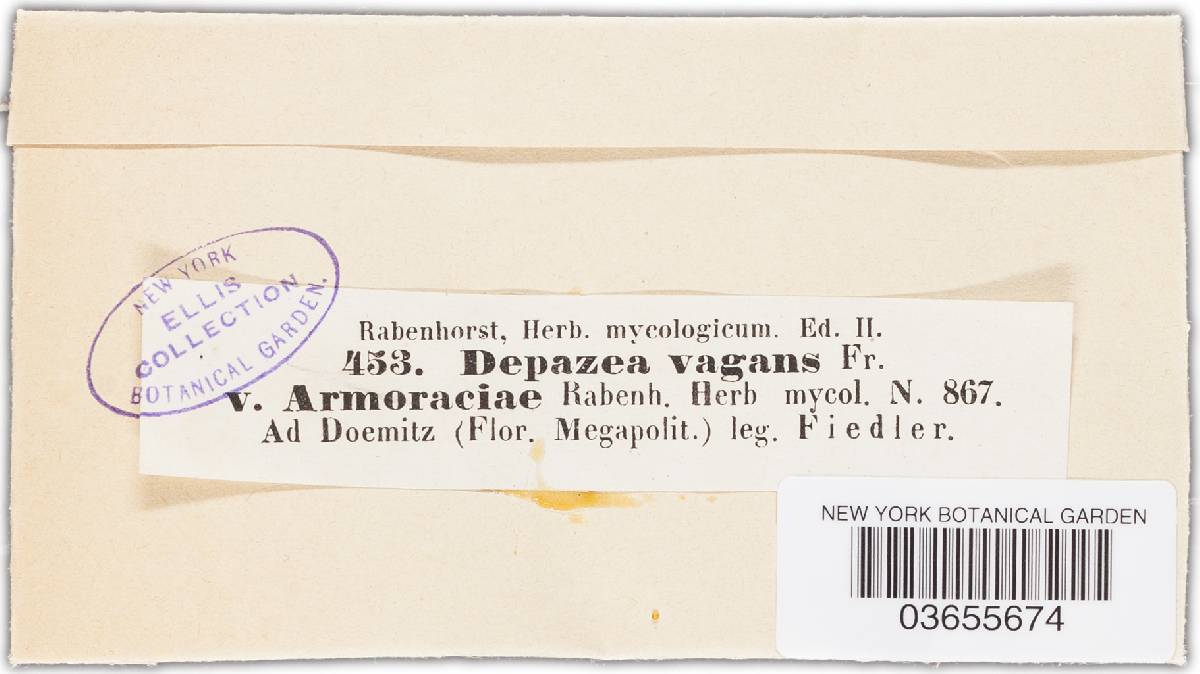 NEW YORK
ELLIS
COLLECTION
BOTANICAL GARDEN.
Rabenhorst, Herb. mycologicum. Ed. II.
453. Depazea vagans Fr.
v. Armoraciae Rabenh. Herb mycol. N. 867.
Ad Doemitz (Flor. Megapolit.) leg. Fiedler.
NEW YORK BOTANICAL GARDEN
03655674